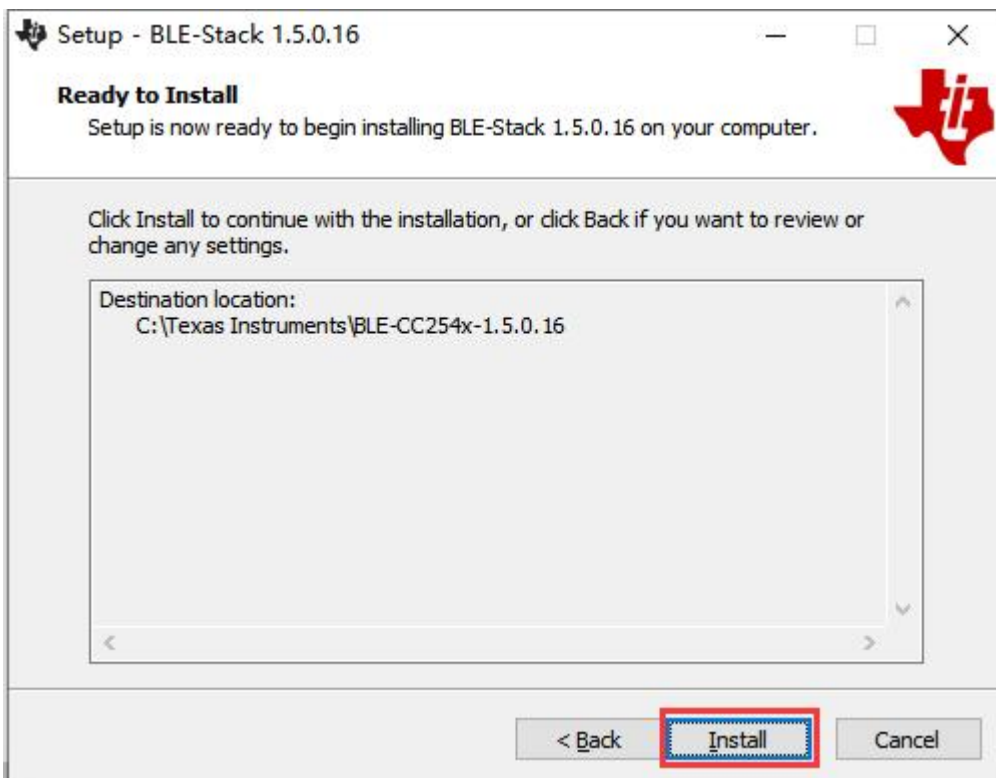 Setup - BLE-Stack 1.5.0.16
Ready to Install
Setup is now ready to begin installing BLE-Stack 1.5.0.16 on your computer.
Click Install to continue with the installation, or click Back if you want to review or
change any settings.
Destination location:
C:\Texas Instruments\BLE-CC254x-1.5.0.16
< Back
Install
Cancel